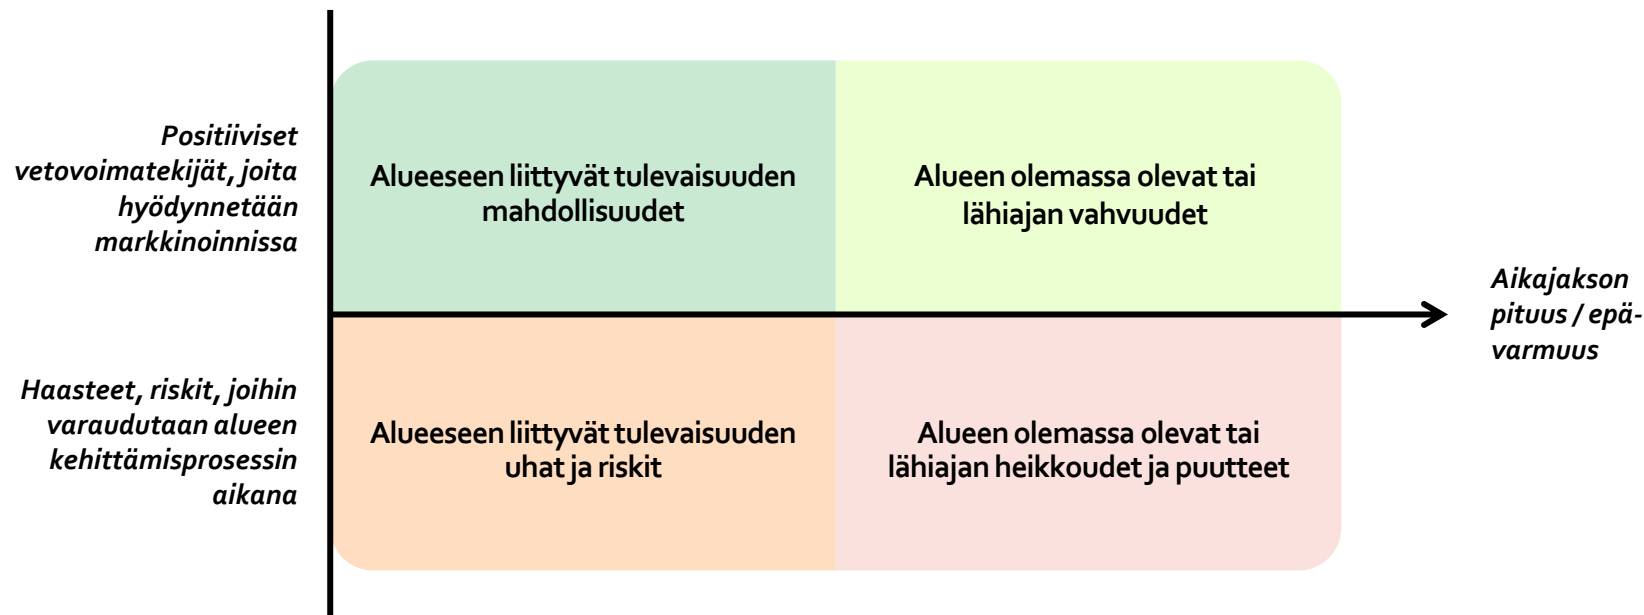 Positiiviset
vetovoimatekijät, joita
hyödynnetään
markkinoinnissa
Alueeseen liittyvät tulevaisuuden
mahdollisuudet
Alueen olemassa olevat tai
lähiajan vahvuudet
Aikajakson
pituus / epä-
varmuus
Haasteet, riskit, joihin
varaudutaan alueen
kehittämisprosessin
aikana
Alueeseen liittyvät tulevaisuuden
uhat ja riskit
Alueen olemassa olevat tai
lähiajan heikkoudet ja puutteet